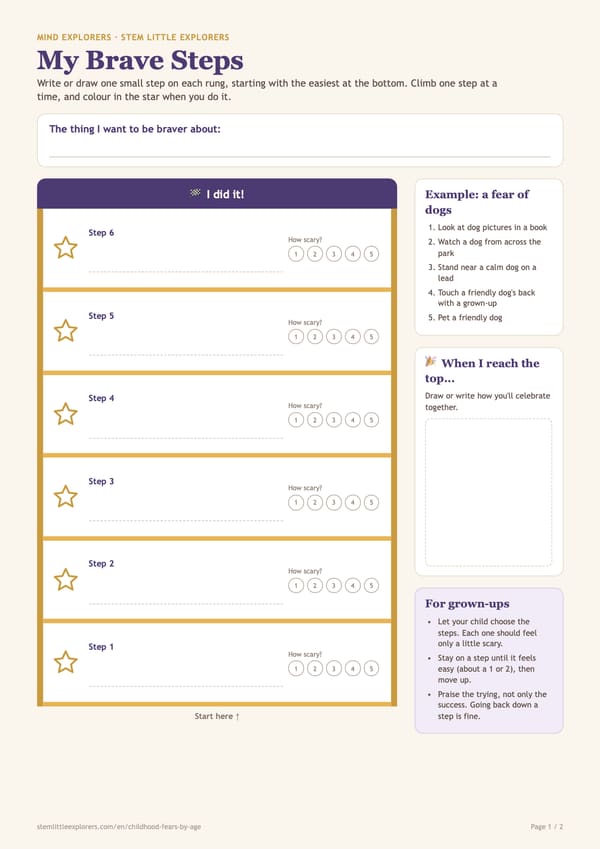 MIND EXPLORERS · STEM LITTLE EXPLORERS
My Brave Steps
Write or draw one small step on each rung, starting with the easiest at the bottom. Climb one step at a
time, and colour in the star when you do it.
The thing I want to be braver about:
I did it!
Step 6
How scary?
1 2 3 4 5
Step 5
How scary?
1 2 3 4 5
Step 4
How scary?
1 2 3 4 5
Step 3
How scary?
1 2 3 4 5
Step 2
How scary?
1 2 3 4 5
Step 1
How scary?
1 2 3 4 5
Start here ↑
Example: a fear of
dogs
1. Look at dog pictures in a book
2. Watch a dog from across the
park
3. Stand near a calm dog on a
lead
4. Touch a friendly dog's back
with a grown-up
5. Pet a friendly dog
When I reach the
top...
Draw or write how you'll celebrate
together.
For grown-ups
• Let your child choose the
steps. Each one should feel
only a little scary.
• Stay on a step until it feels
easy (about a 1 or 2), then
move up.
• Praise the trying, not only the
success. Going back down a
step is fine.
stemlittleexplorers.com/en/childhood-fears-by-age
Page 1 / 2